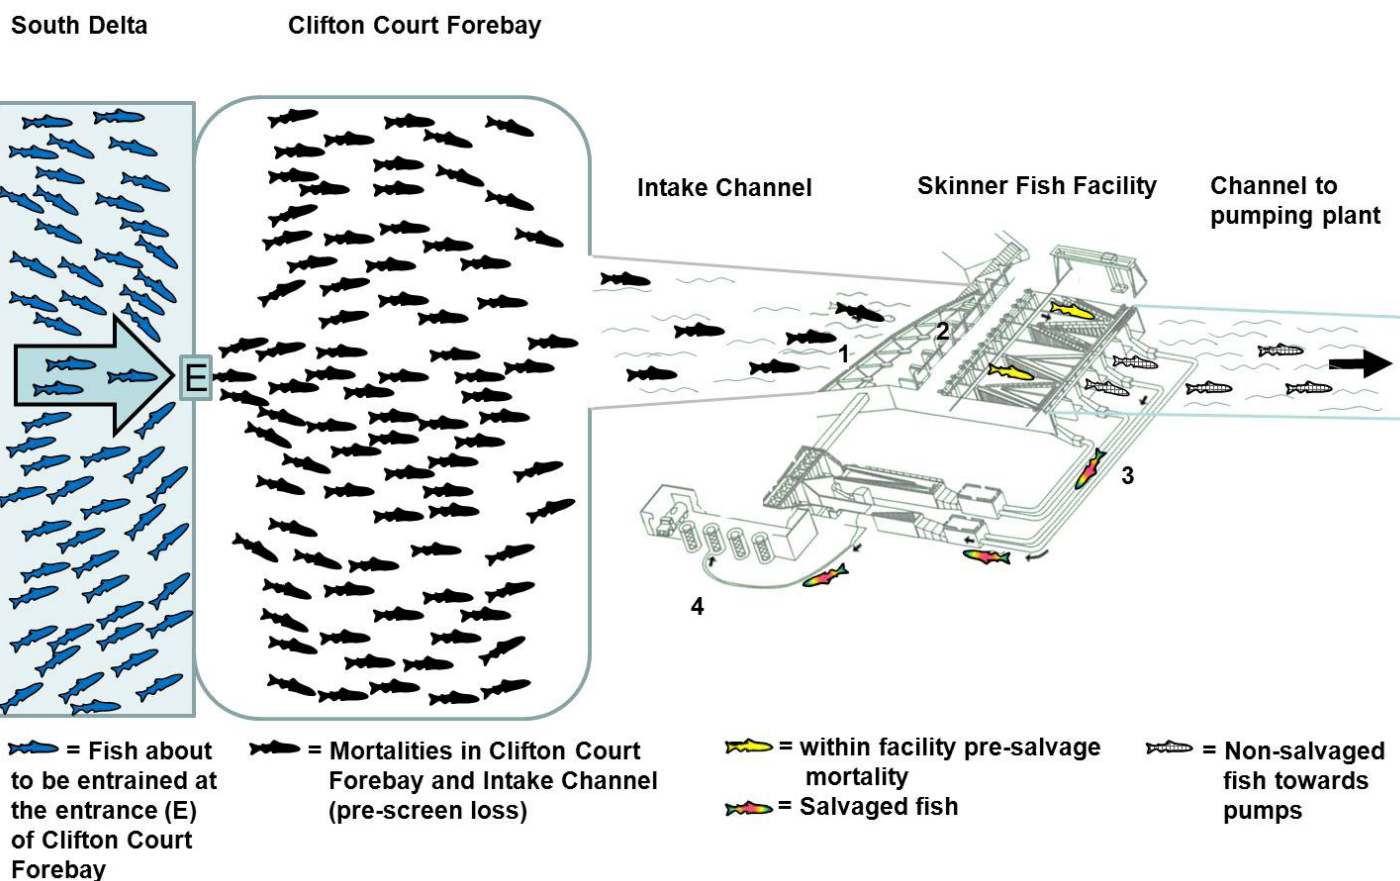 South Delta
Clifton Court Forebay
Intake Channel
Skinner Fish Facility
Channel to
pumping plant
E
1
2
3
4
= Fish about
to be entrained at
the entrance (E)
of Clifton Court
Forebay
= Mortalities in Clifton Court
Forebay and Intake Channel
(pre-screen loss)
= within facility pre-salvage
mortality
= Salvaged fish
= Non-salvaged
fish towards
pumps